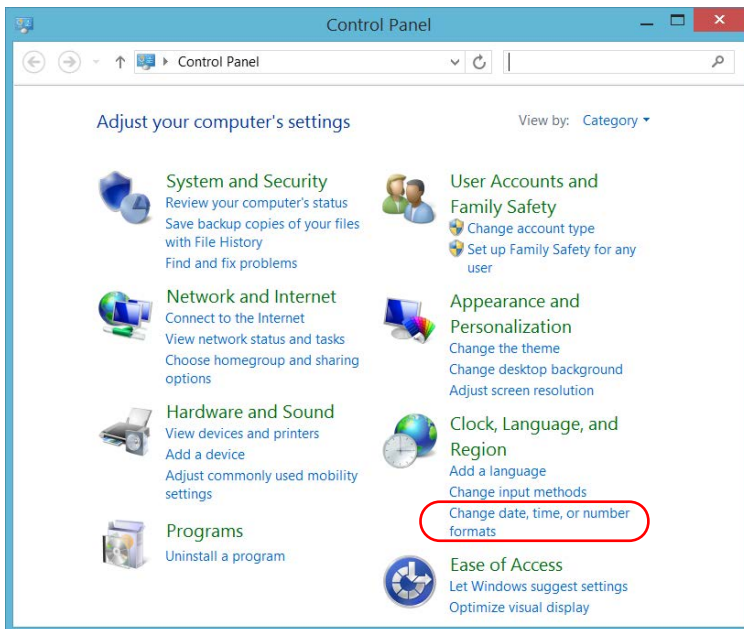 Control Panel
Control Panel
Adjust your computer's settings
View by: Category
System and Security
Review your computer's status
Save backup copies of your files
with File History
Find and fix problems
Network and Internet
Connect to the Internet
View network status and tasks
Choose homegroup and sharing
options
Hardware and Sound
View devices and printers
Add a device
Adjust commonly used mobility
settings
Programs
Uninstall a program
User Accounts and
Family Safety
Change account type
Set up Family Safety for any
user
Appearance and
Personalization
Change the theme
Change desktop background
Adjust screen resolution
Clock, Language, and
Region
Add a language
Change input methods
Change date, time, or number
formats
Ease of Access
Let Windows suggest settings
Optimize visual display